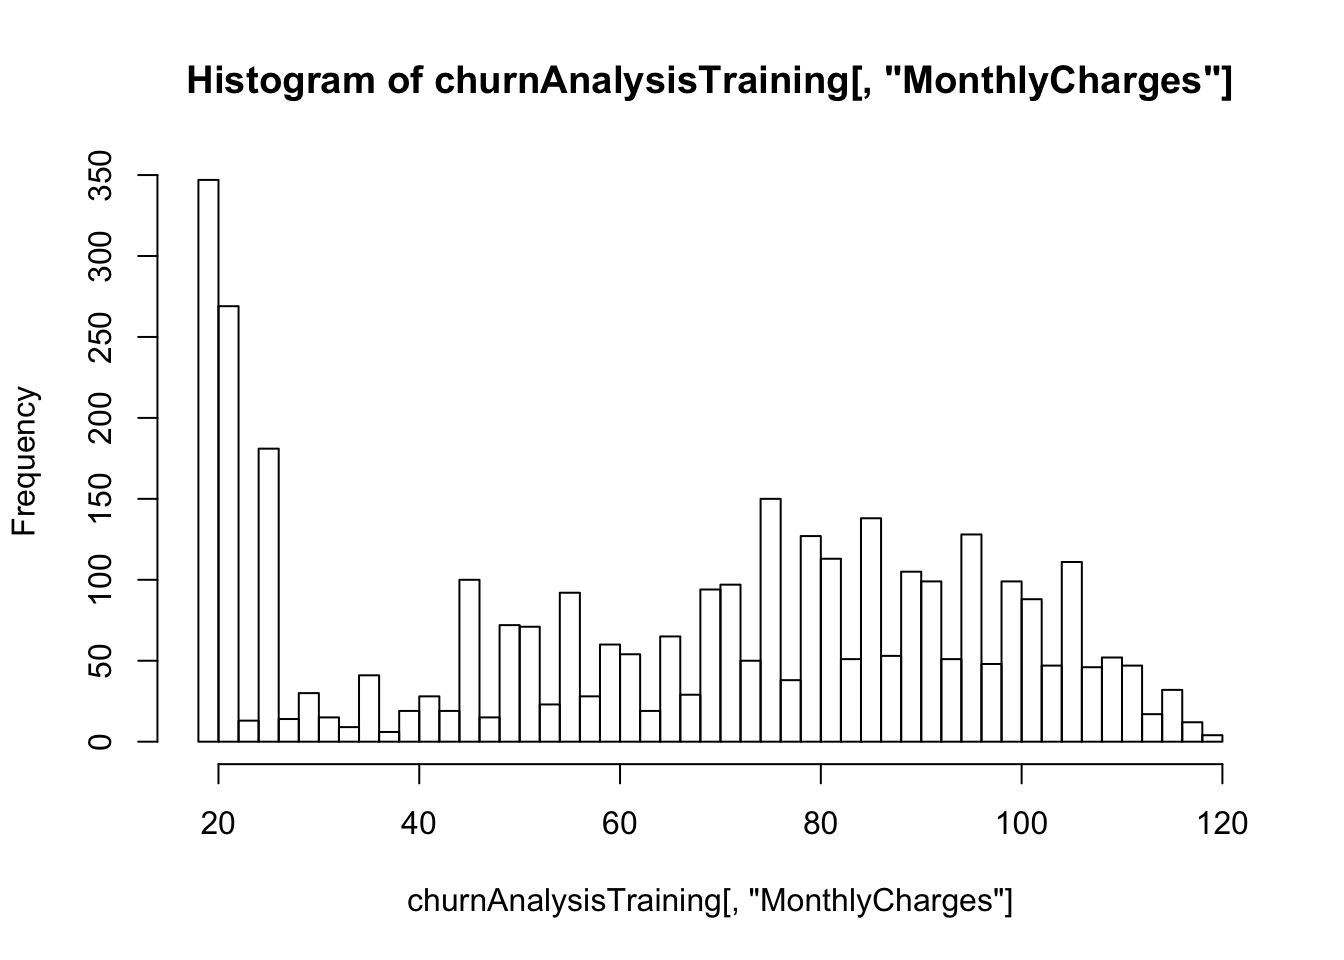 Histogram of churnAnalysisTraining[, "MonthlyCharges"]
Frequency
350
300
250
200
150
100
50
0
20 40 60 80 100 120
churnAnalysisTraining[, "MonthlyCharges"]